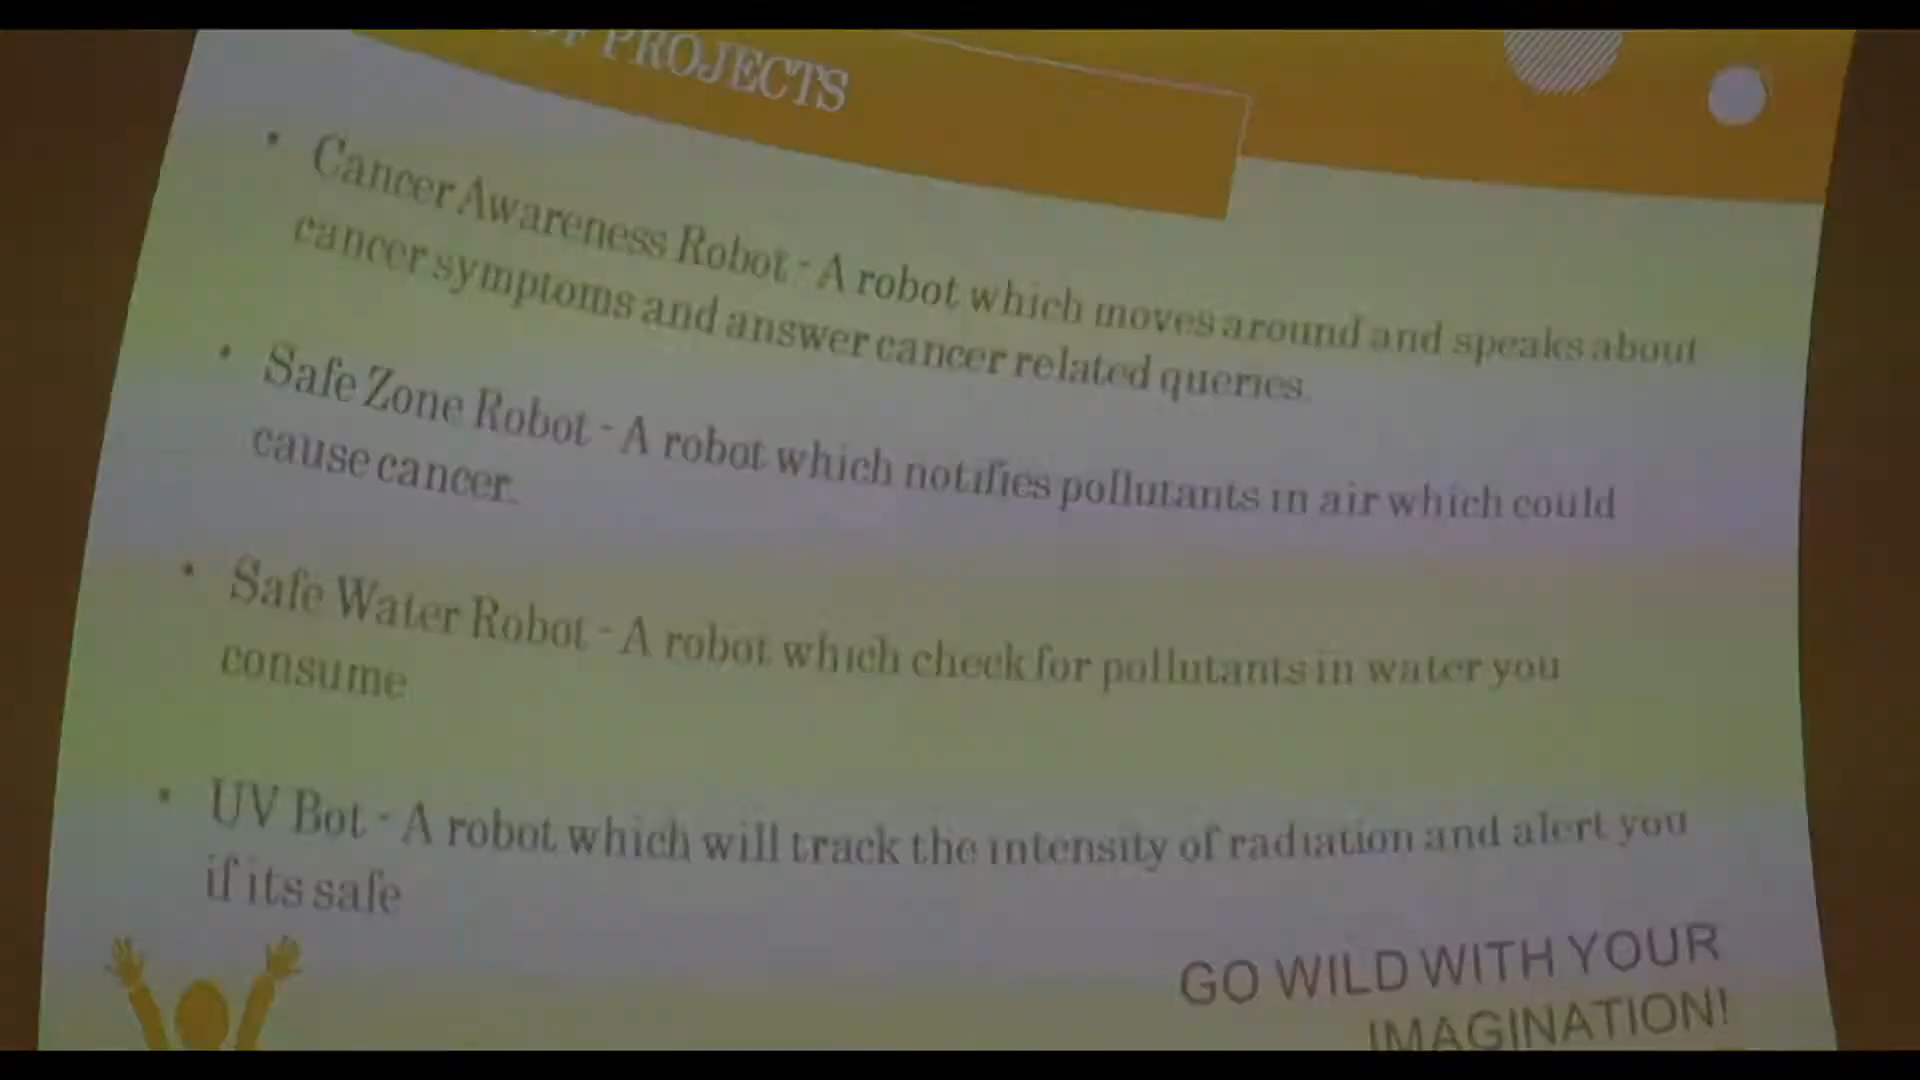 OF PROJECTS
• Cancer Awareness Robot - A robot which moves around and speaks about
cancer symptoms and answer cancer related queries.
• Safe Zone Robot - A robot which notifies pollutants in air which could
cause cancer.
• Safe Water Robot - A robot which check for pollutants in water you
consume
• UV Bot - A robot which will track the intensity of radiation and alert you
if its safe
GO WILD WITH YOUR
IMAGINATION!